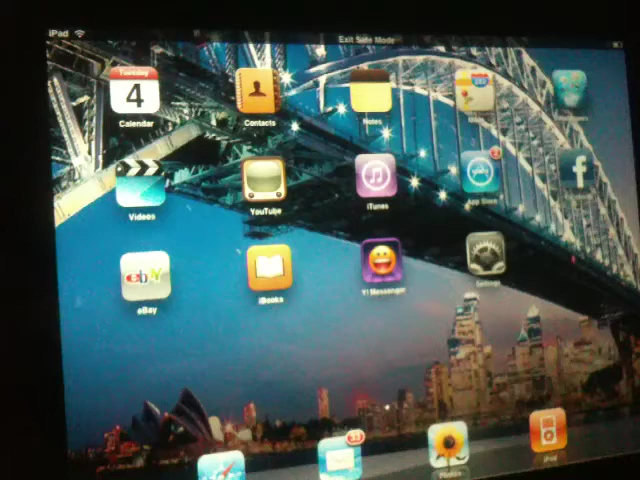 iPad
Exit Safe Mode
Tuesday
4
Calendar
Contacts
Notes
Videos
YouTube
iTunes
App Store
ebY
eBay
iBooks
Y! Messenger
Settings
33
Photos
iPod